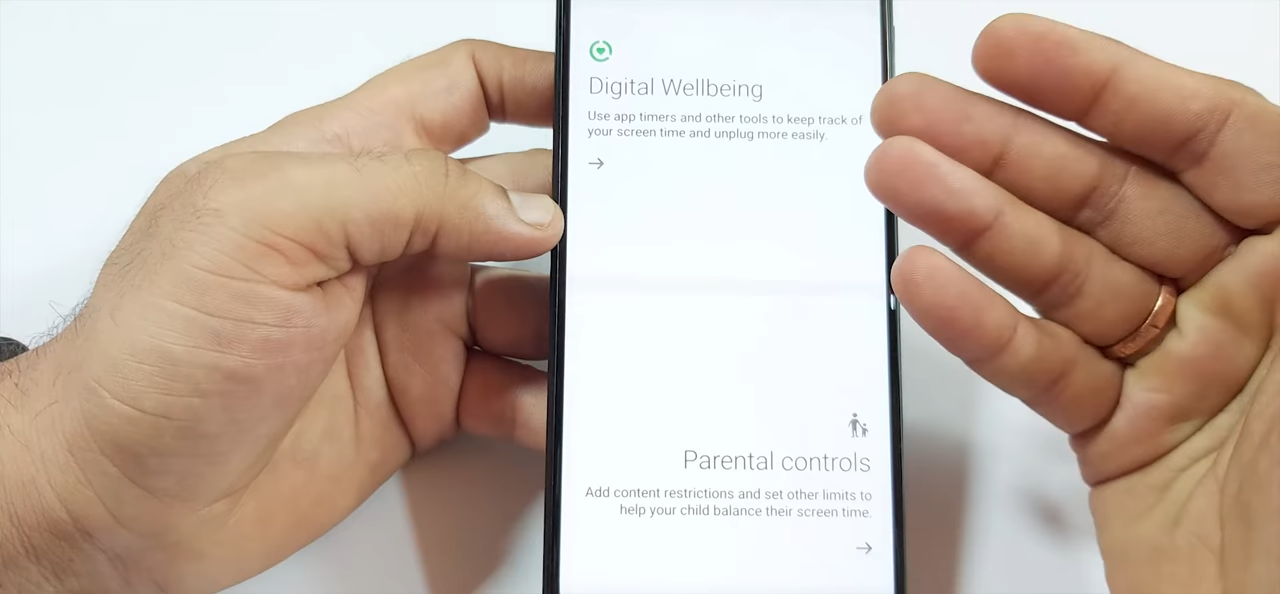 Digital Wellbeing
Use app timers and other tools to keep track of
your screen time and unplug more easily.
Parental controls
Add content restrictions and set other limits to
help your child balance their screen time.